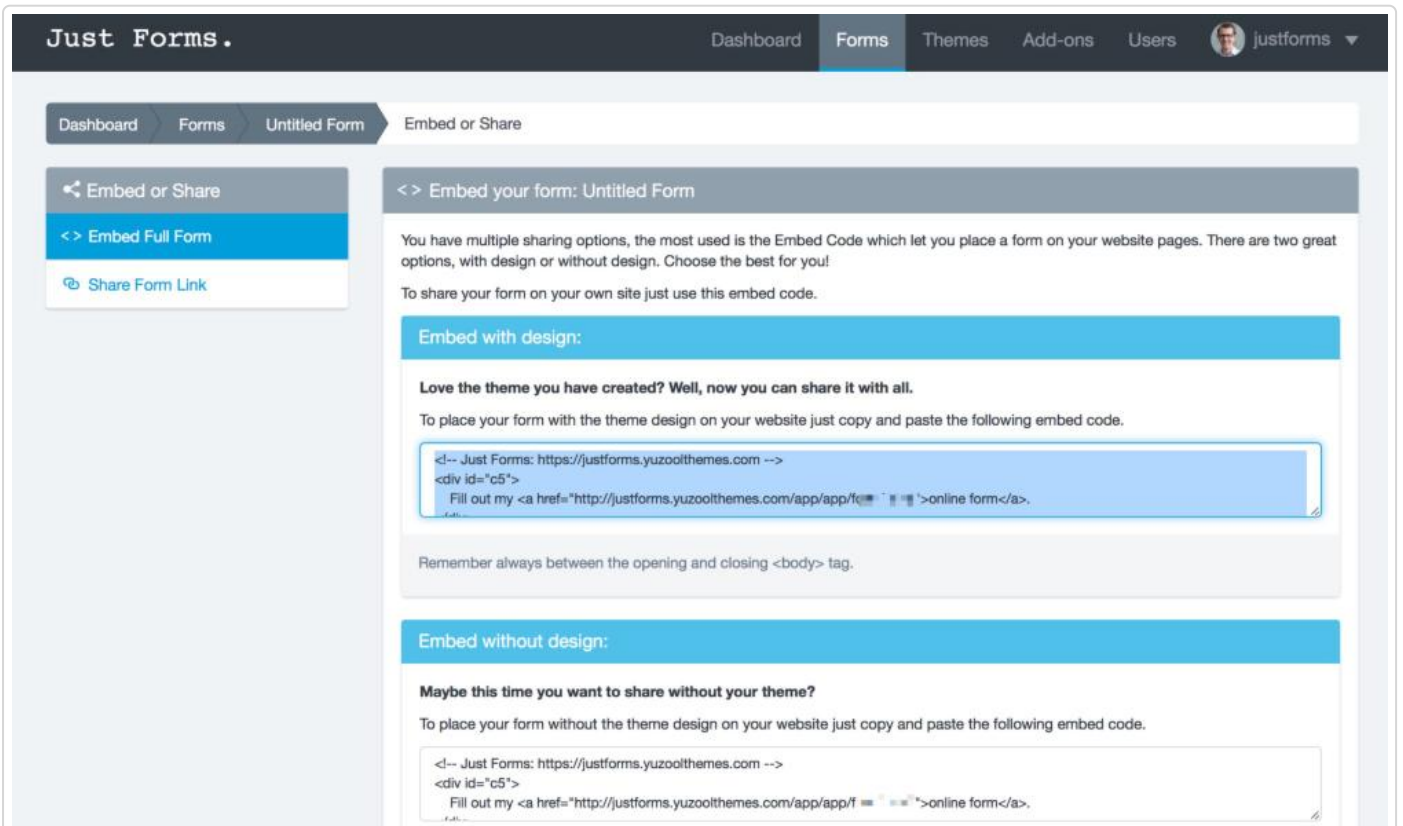 Just Forms.
Dashboard Forms Themes Add-ons Users justforms
Dashboard Forms Untitled Form Embed or Share
Embed or Share
<> Embed Full Form
Share Form Link
<> Embed your form: Untitled Form
You have multiple sharing options, the most used is the Embed Code which let you place a form on your website pages. There are two great
options, with design or without design. Choose the best for you!
To share your form on your own site just use this embed code.
Embed with design:
Love the theme you have created? Well, now you can share it with all.
To place your form with the theme design on your website just copy and paste the following embed code.
<!-- Just Forms: https://justforms.yuzoolthemes.com -->
<div id="c5">
Fill out my <a href="http://justforms.yuzoolthemes.com/app/app/ >online form</a>.
Remember always between the opening and closing <body> tag.
Embed without design:
Maybe this time you want to share without your theme?
To place your form without the theme design on your website just copy and paste the following embed code.
<!-- Just Forms: https://justforms.yuzoolthemes.com -->
<div id="c5">
Fill out my <a href="http://justforms.yuzoolthemes.com/app/app/f ">online form</a>.